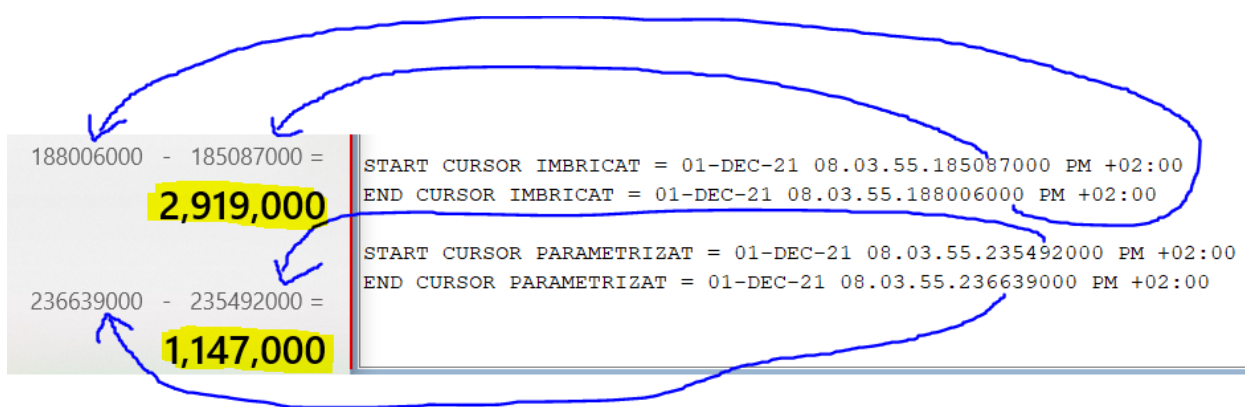 188006000 - 185087000 =
2,919,000
236639000 - 235492000 =
1,147,000
START CURSOR IMBRICAT = 01-DEC-21 08.03.55.185087000 PM +02:00
END CURSOR IMBRICAT = 01-DEC-21 08.03.55.188006000 PM +02:00
START CURSOR PARAMETRIZAT = 01-DEC-21 08.03.55.235492000 PM +02:00
END CURSOR PARAMETRIZAT = 01-DEC-21 08.03.55.236639000 PM +02:00